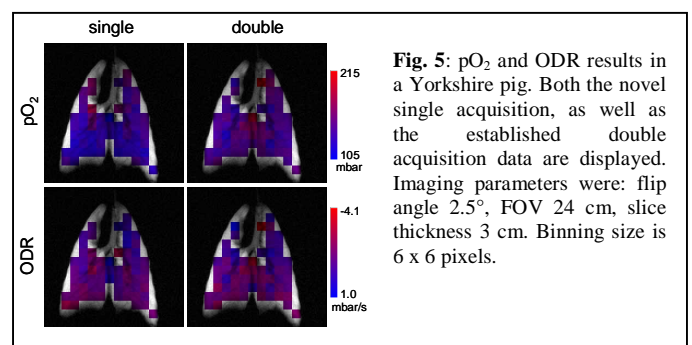 single double
pO2
215
105
mbar
ODR
-4.1
1.0
mbar/s
Fig. 5: pO2 and ODR results in
a Yorkshire pig. Both the novel
single acquisition, as well as
the established double
acquisition data are displayed.
Imaging parameters were: flip
angle 2.5°, FOV 24 cm, slice
thickness 3 cm. Binning size is
6 x 6 pixels.